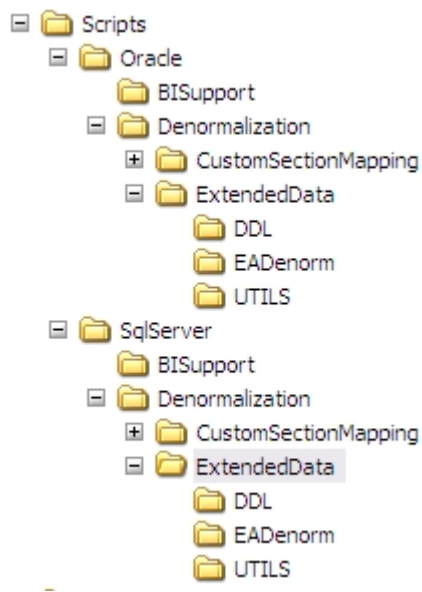 Scripts
Oracle
BISupport
Denormalization
CustomSectionMapping
ExtendedData
DDL
EADenorm
UTILS
SqlServer
BISupport
Denormalization
CustomSectionMapping
ExtendedData
DDL
EADenorm
UTILS